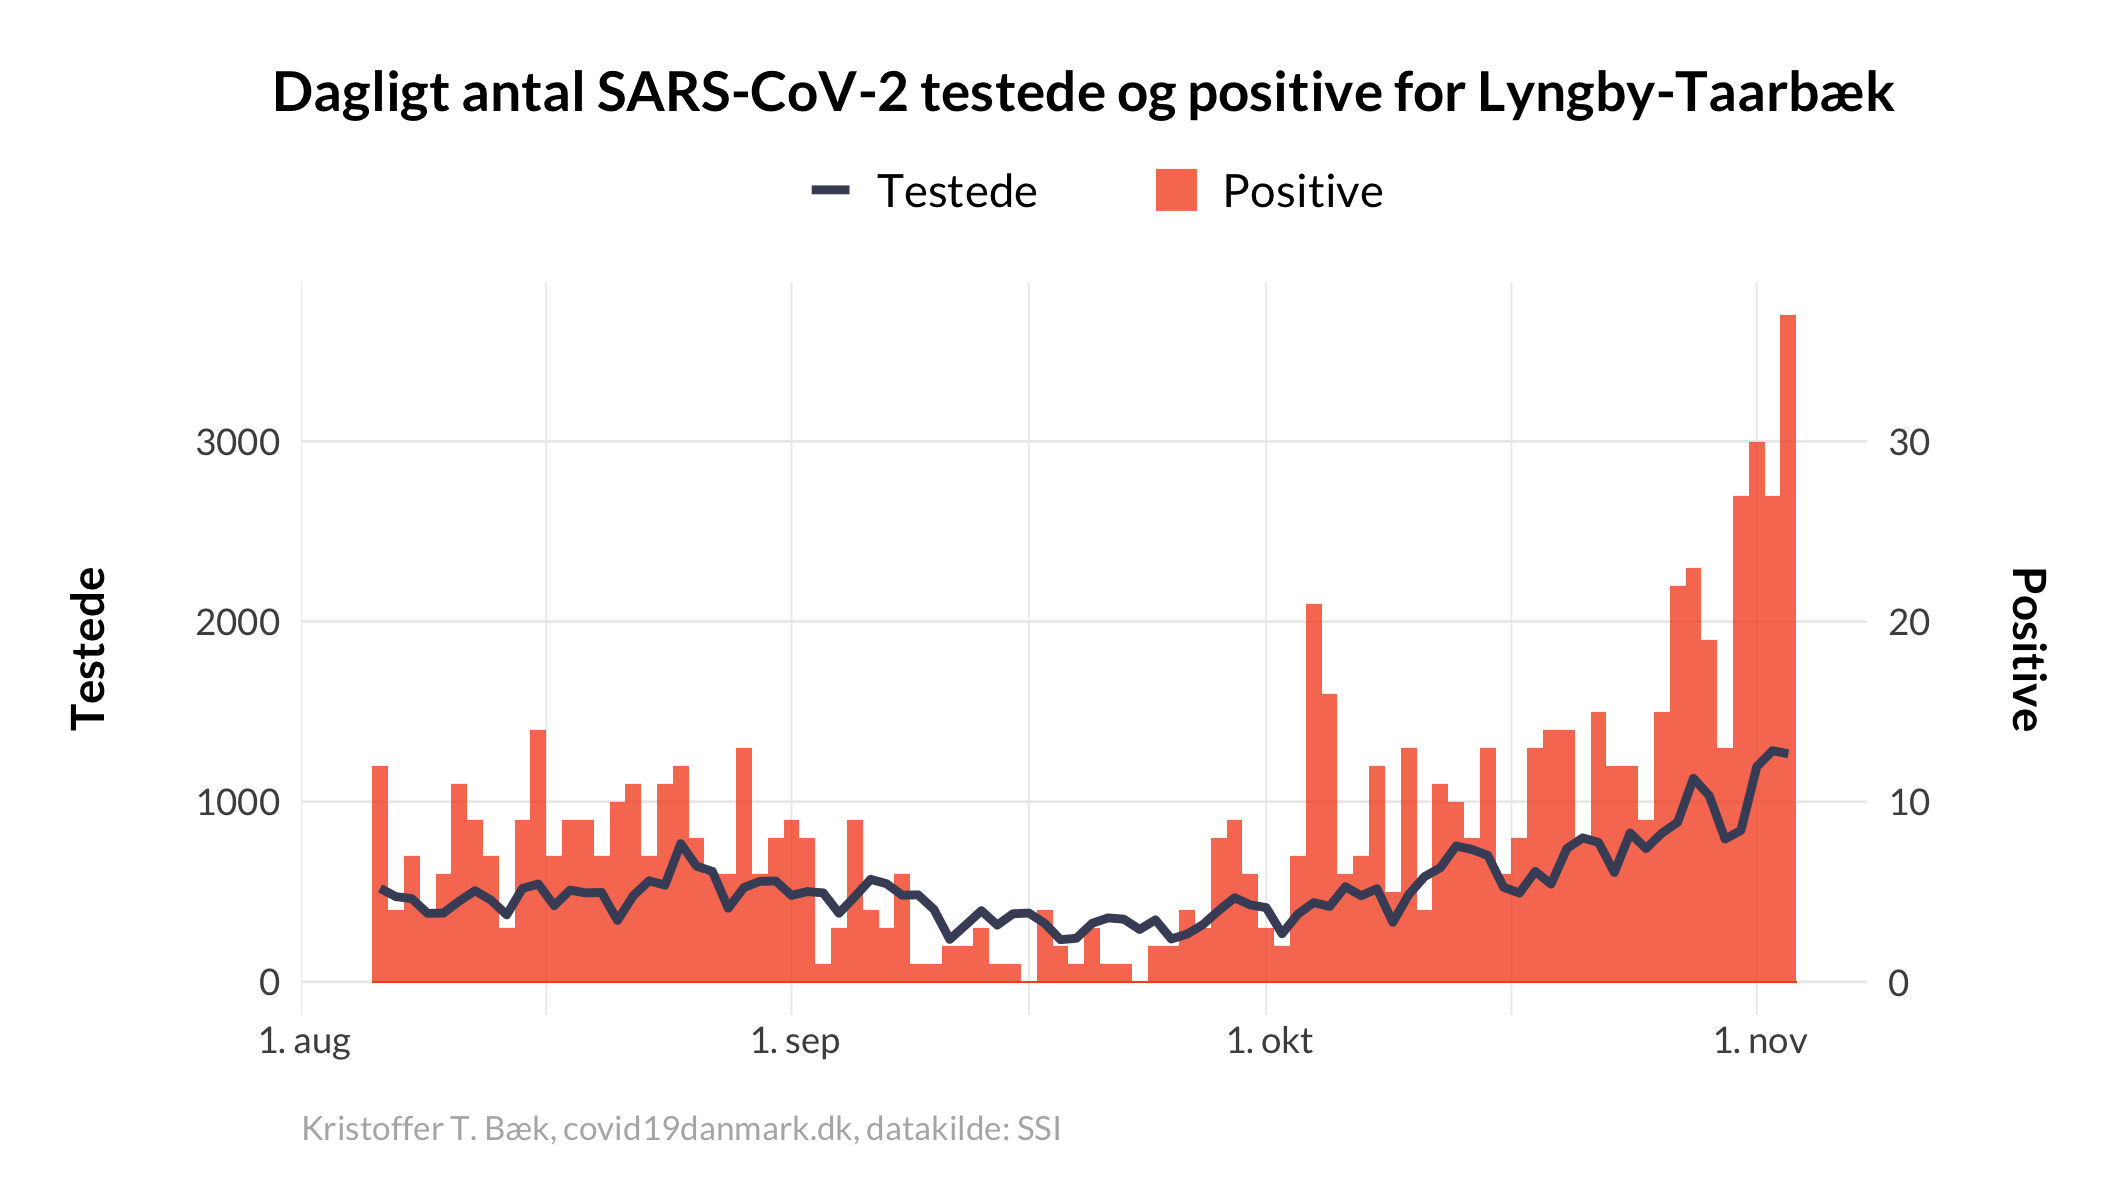 Dagligt antal SARS-CoV-2 testede og positive for Lyngby-Taarbæk
Testede Positive
Testede
3000
2000
1000
0
30
20
10
0
Positive
1. aug 1. sep 1. okt 1. nov
Kristoffer T. Bæk, covid19danmark.dk, datakilde: SSI